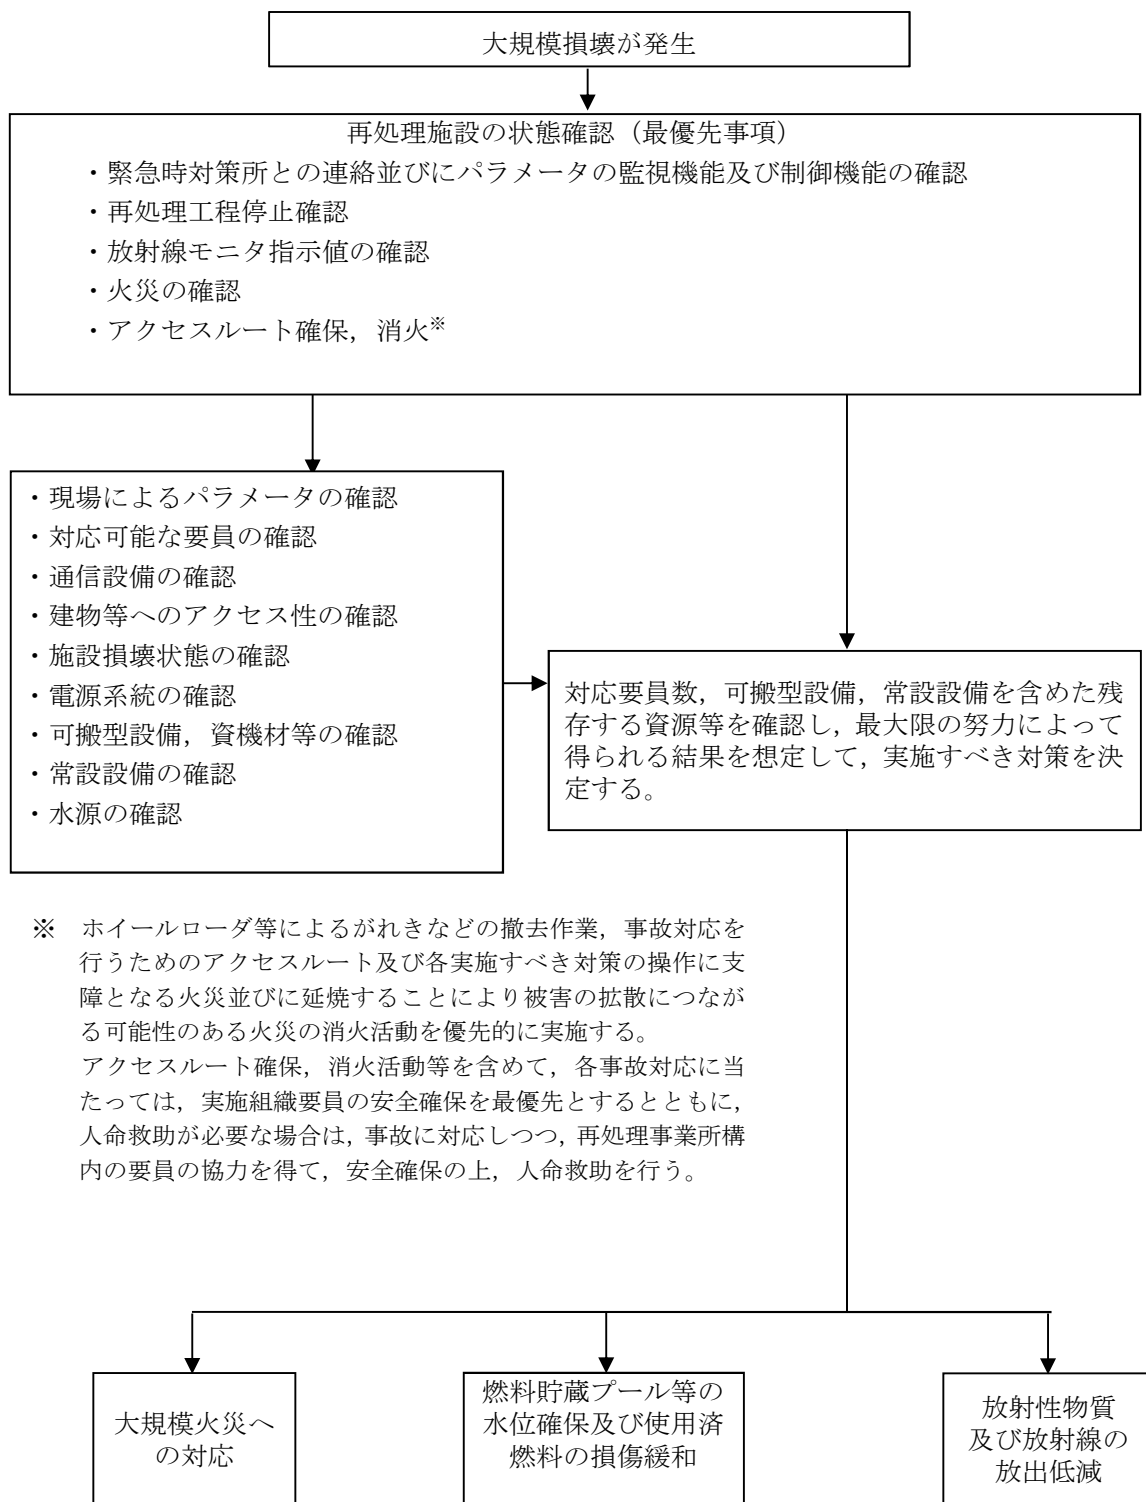 大規模損壊が発生
再処理施設の状態確認（最優先事項）
・緊急時対策所との連絡並びにパラメータの監視機能及び制御機能の確認
・再処理工程停止確認
・放射線モニタ指示値の確認
・火災の確認
・アクセスルート確保，消火※
・現場によるパラメータの確認
・対応可能な要員の確認
・通信設備の確認
・建物等へのアクセス性の確認
・施設損壊状態の確認
・電源系統の確認
・可搬型設備，資機材等の確認
・常設設備の確認
・水源の確認
対応要員数，可搬型設備，常設設備を含めた残
存する資源等を確認し，最大限の努力によって
得られる結果を想定して，実施すべき対策を決
定する。
※　ホイールローダ等によるがれきなどの撤去作業，事故対応を
行うためのアクセスルート及び各実施すべき対策の操作に支
障となる火災並びに延焼することにより被害の拡散につなが
る可能性のある火災の消火活動を優先的に実施する。
アクセスルート確保，消火活動等を含めて，各事故対応に当
たっては，実施組織要員の安全確保を最優先とするとともに，
人命救助が必要な場合は，事故に対応しつつ，再処理事業所構
内の要員の協力を得て，安全確保の上，人命救助を行う。
大規模火災へ
の対応
燃料貯蔵プール等の
水位確保及び使用済
燃料の損傷緩和
放射性物質
及び放射線の
放出低減